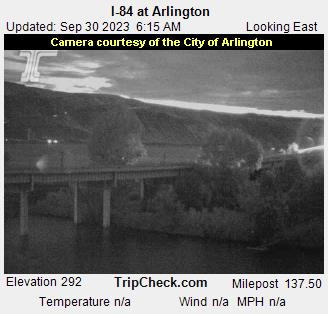 I-84 at Arlington
Updated: Sep 30 2023 6:15 AM Looking East
Camera courtesy of the City of Arlington
Elevation 292 TripCheck.com Milepost 137.50
Temperature n/a Wind n/a MPH n/a